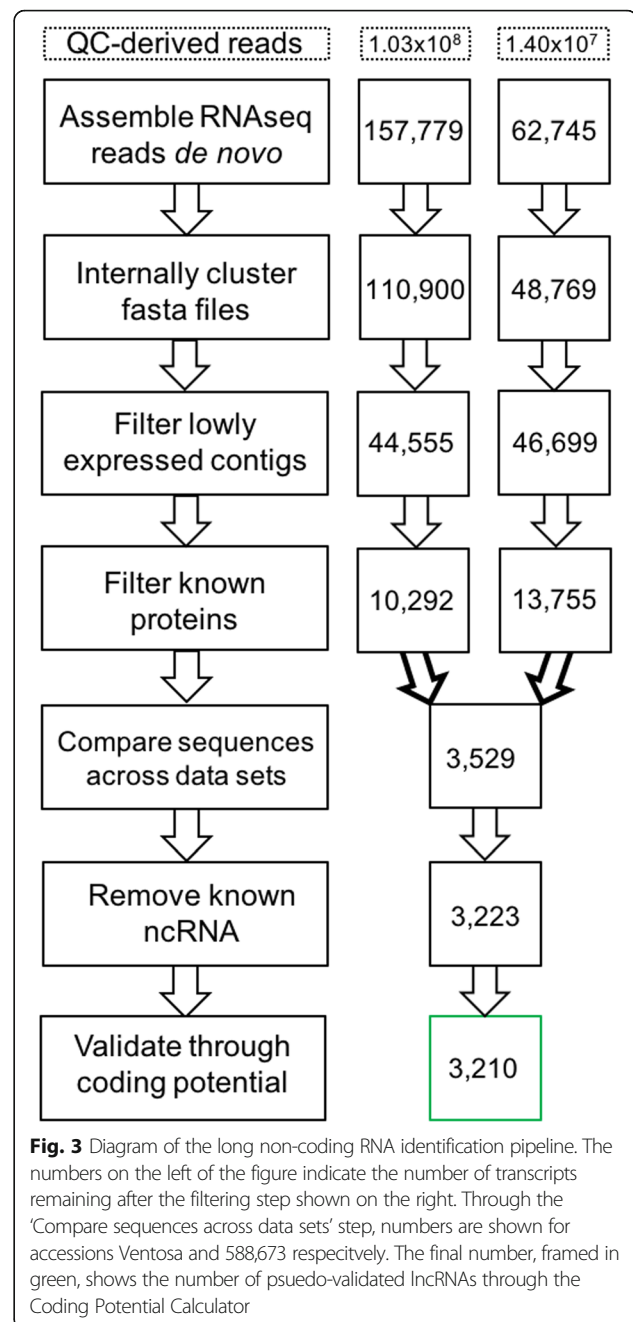 QC-derived reads 1.03x10⁸ 1.40x10⁷
Assemble RNAseq
reads de novo
157,779 62,745
Internally cluster
fasta files
110,900 48,769
Filter lowly
expressed contigs
44,555 46,699
Filter known
proteins
10,292 13,755
Compare sequences
across data sets
3,529
Remove known
ncRNA
3,223
Validate through
coding potential
3,210
Fig. 3 Diagram of the long non-coding RNA identification pipeline. The
numbers on the left of the figure indicate the number of transcripts
remaining after the filtering step shown on the right. Through the
‘Compare sequences across data sets’ step, numbers are shown for
accessions Ventosa and 588,673 respecitvely. The final number, framed in
green, shows the number of psuedo-validated lncRNAs through the
Coding Potential Calculator